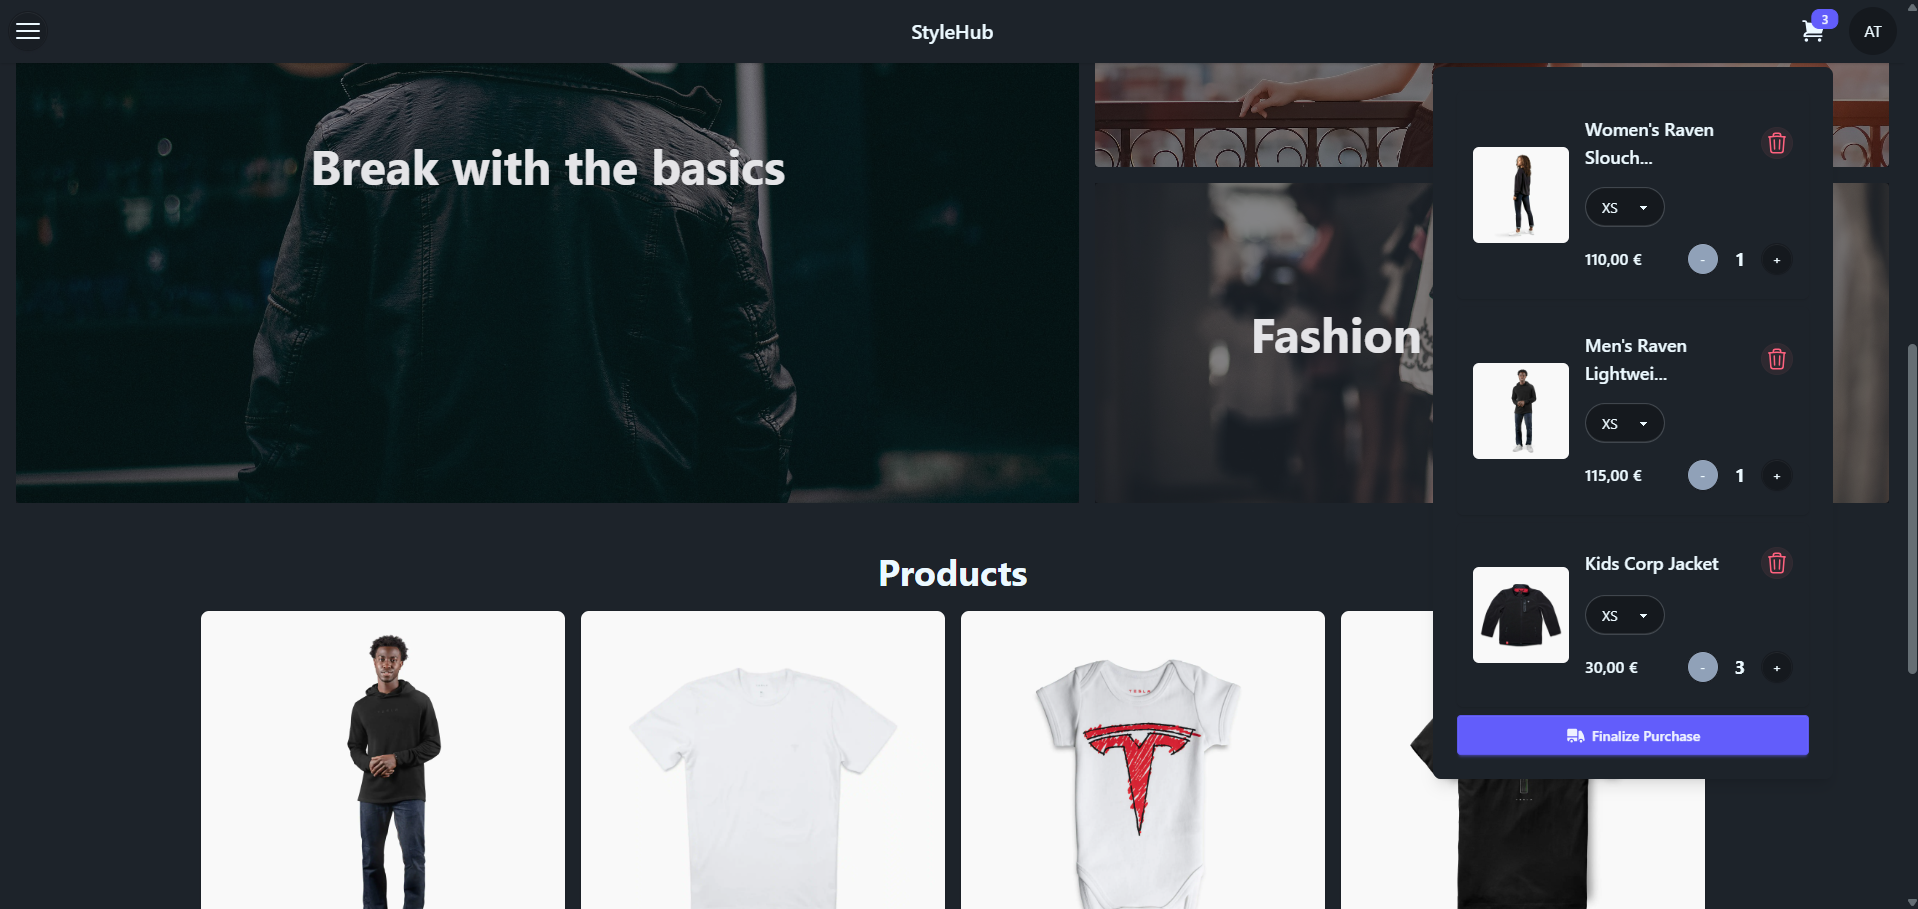 StyleHub
3
AT
Break with the basics
Fashion
Women's Raven
Slouch...
XS
110,00 €
-
1
+
Men's Raven
Lightwei...
XS
115,00 €
-
1
+
Kids Corp Jacket
XS
30,00 €
-
3
+
Finalize Purchase
Products
TESLA